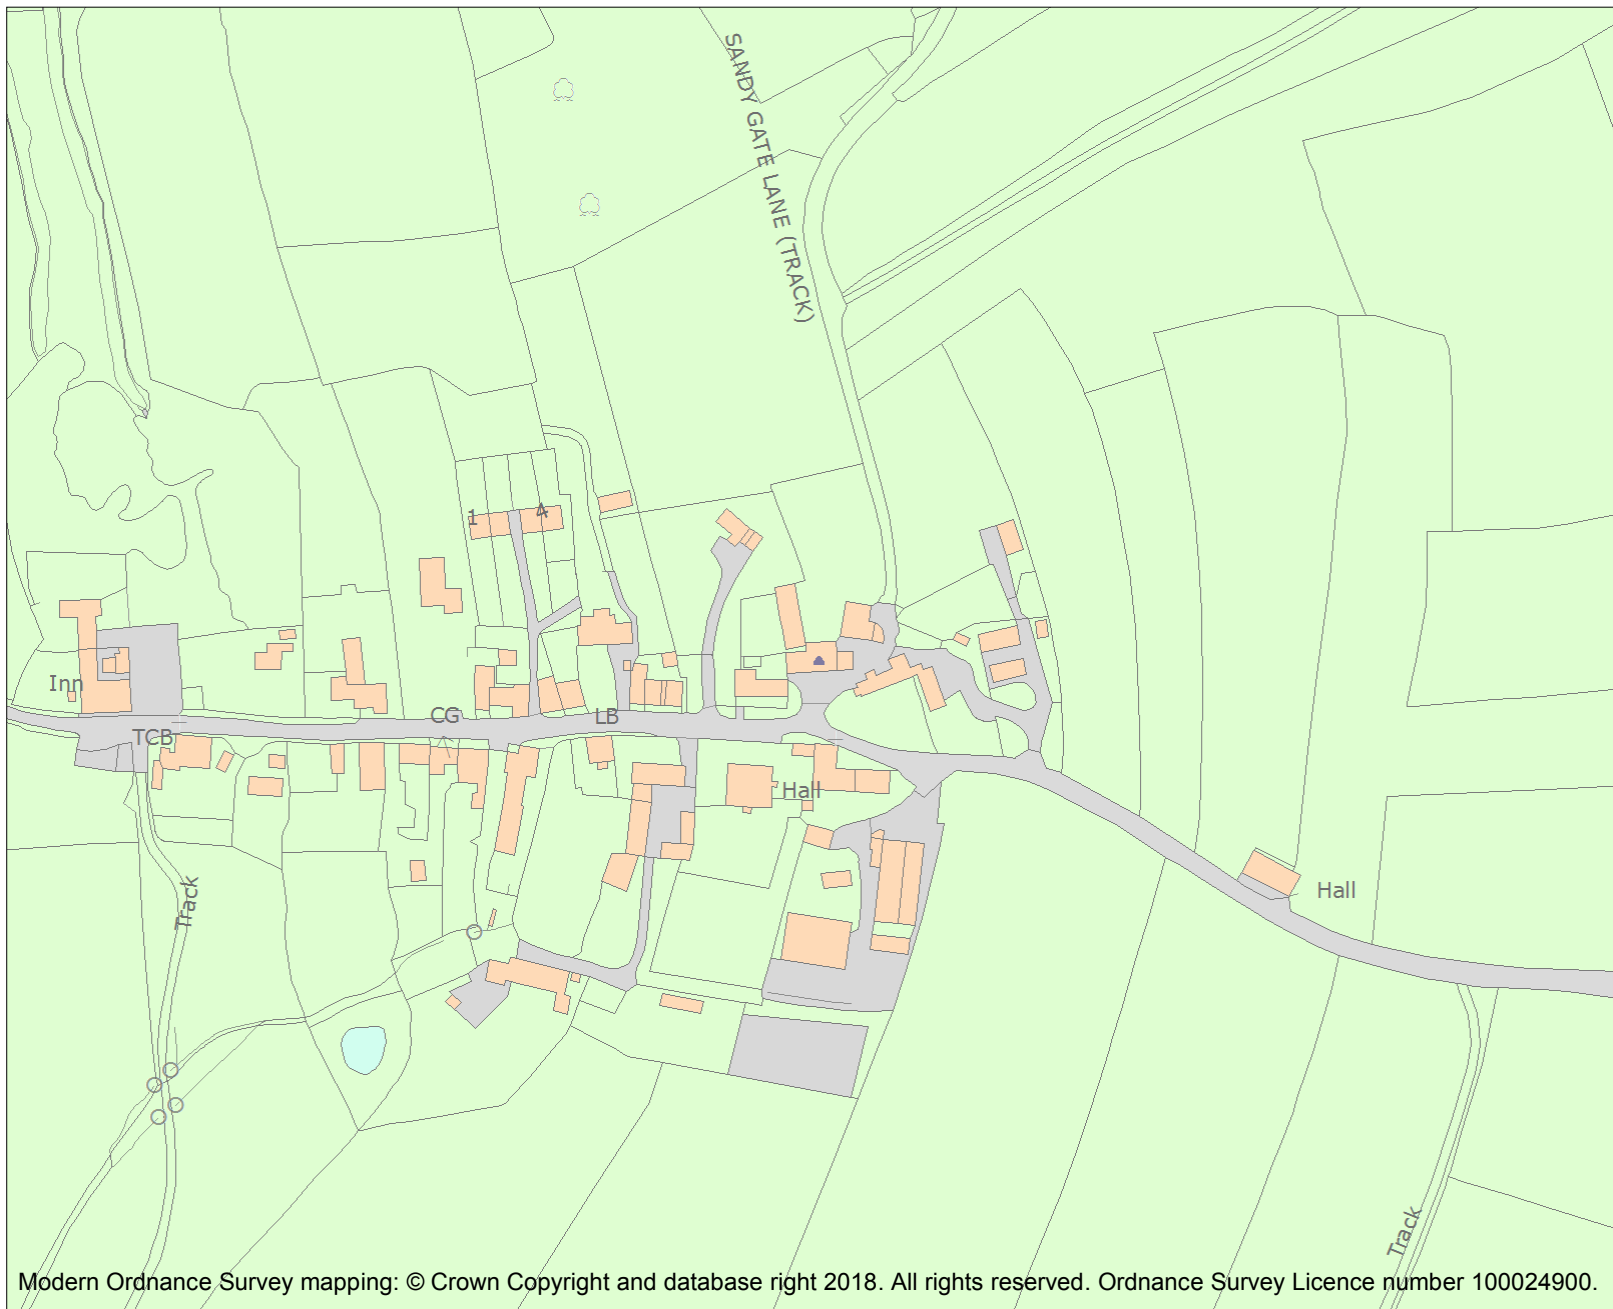 SANDY GATE LANE (TRACK)
1
4
Inn
CG
LB
TCB
Hall
Hall
Track
Track
Modern Ordnance Survey mapping: © Crown Copyright and database right 2018. All rights reserved. Ordnance Survey Licence number 100024900.